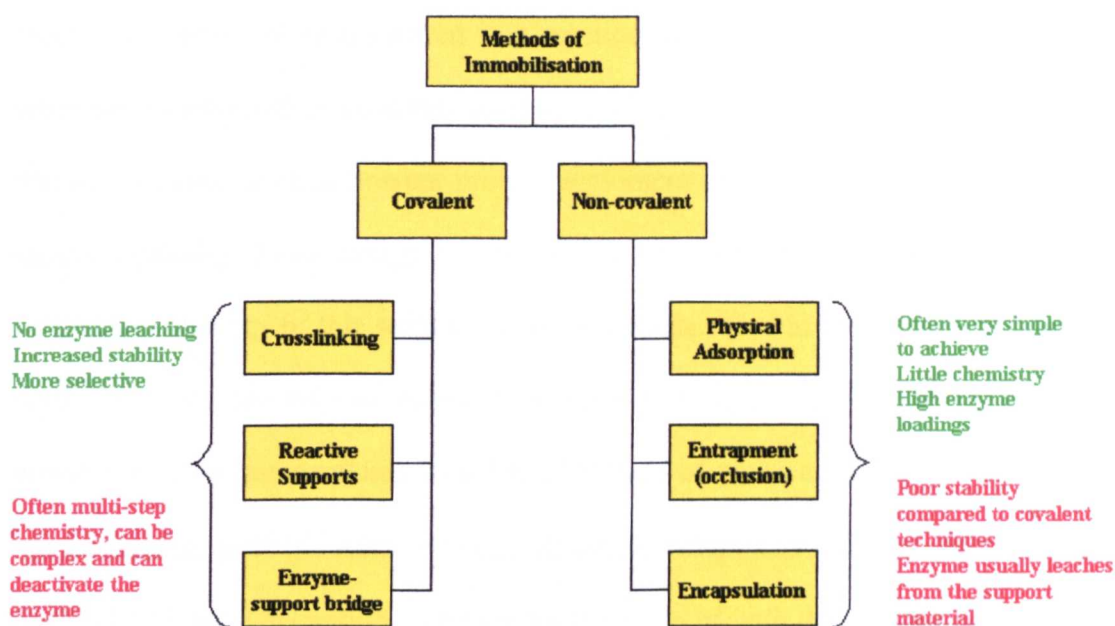 Methods of
Immobilisation
Covalent
Non-covalent
No enzyme leaching
Increased stability
More selective
Often multi-step
chemistry, can be
complex and can
deactivate the
enzyme
Crosslinking
Reactive
Supports
Enzyme-
support bridge
Physical
Adsorption
Entrapment
(occlusion)
Encapsulation
Often very simple
to achieve
Little chemistry
High enzyme
loadings
Poor stability
compared to covalent
techniques
Enzyme usually leaches
from the support
material